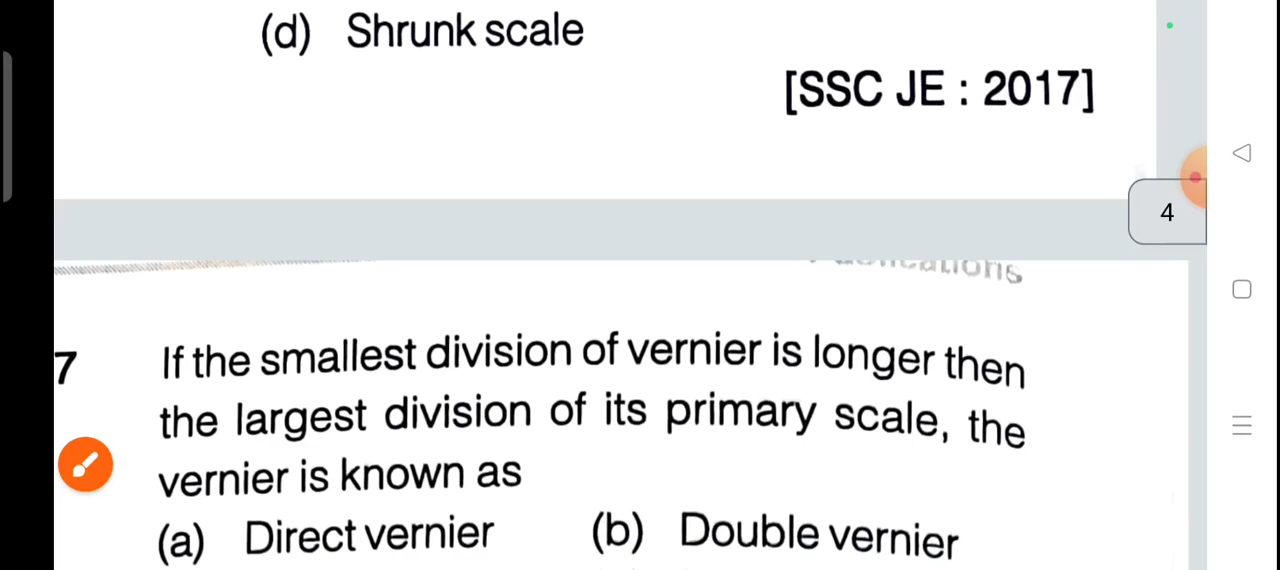 (d) Shrunk scale
[SSC JE : 2017]
4
7 If the smallest division of vernier is longer then
the largest division of its primary scale, the
vernier is known as
(a) Direct vernier (b) Double vernier